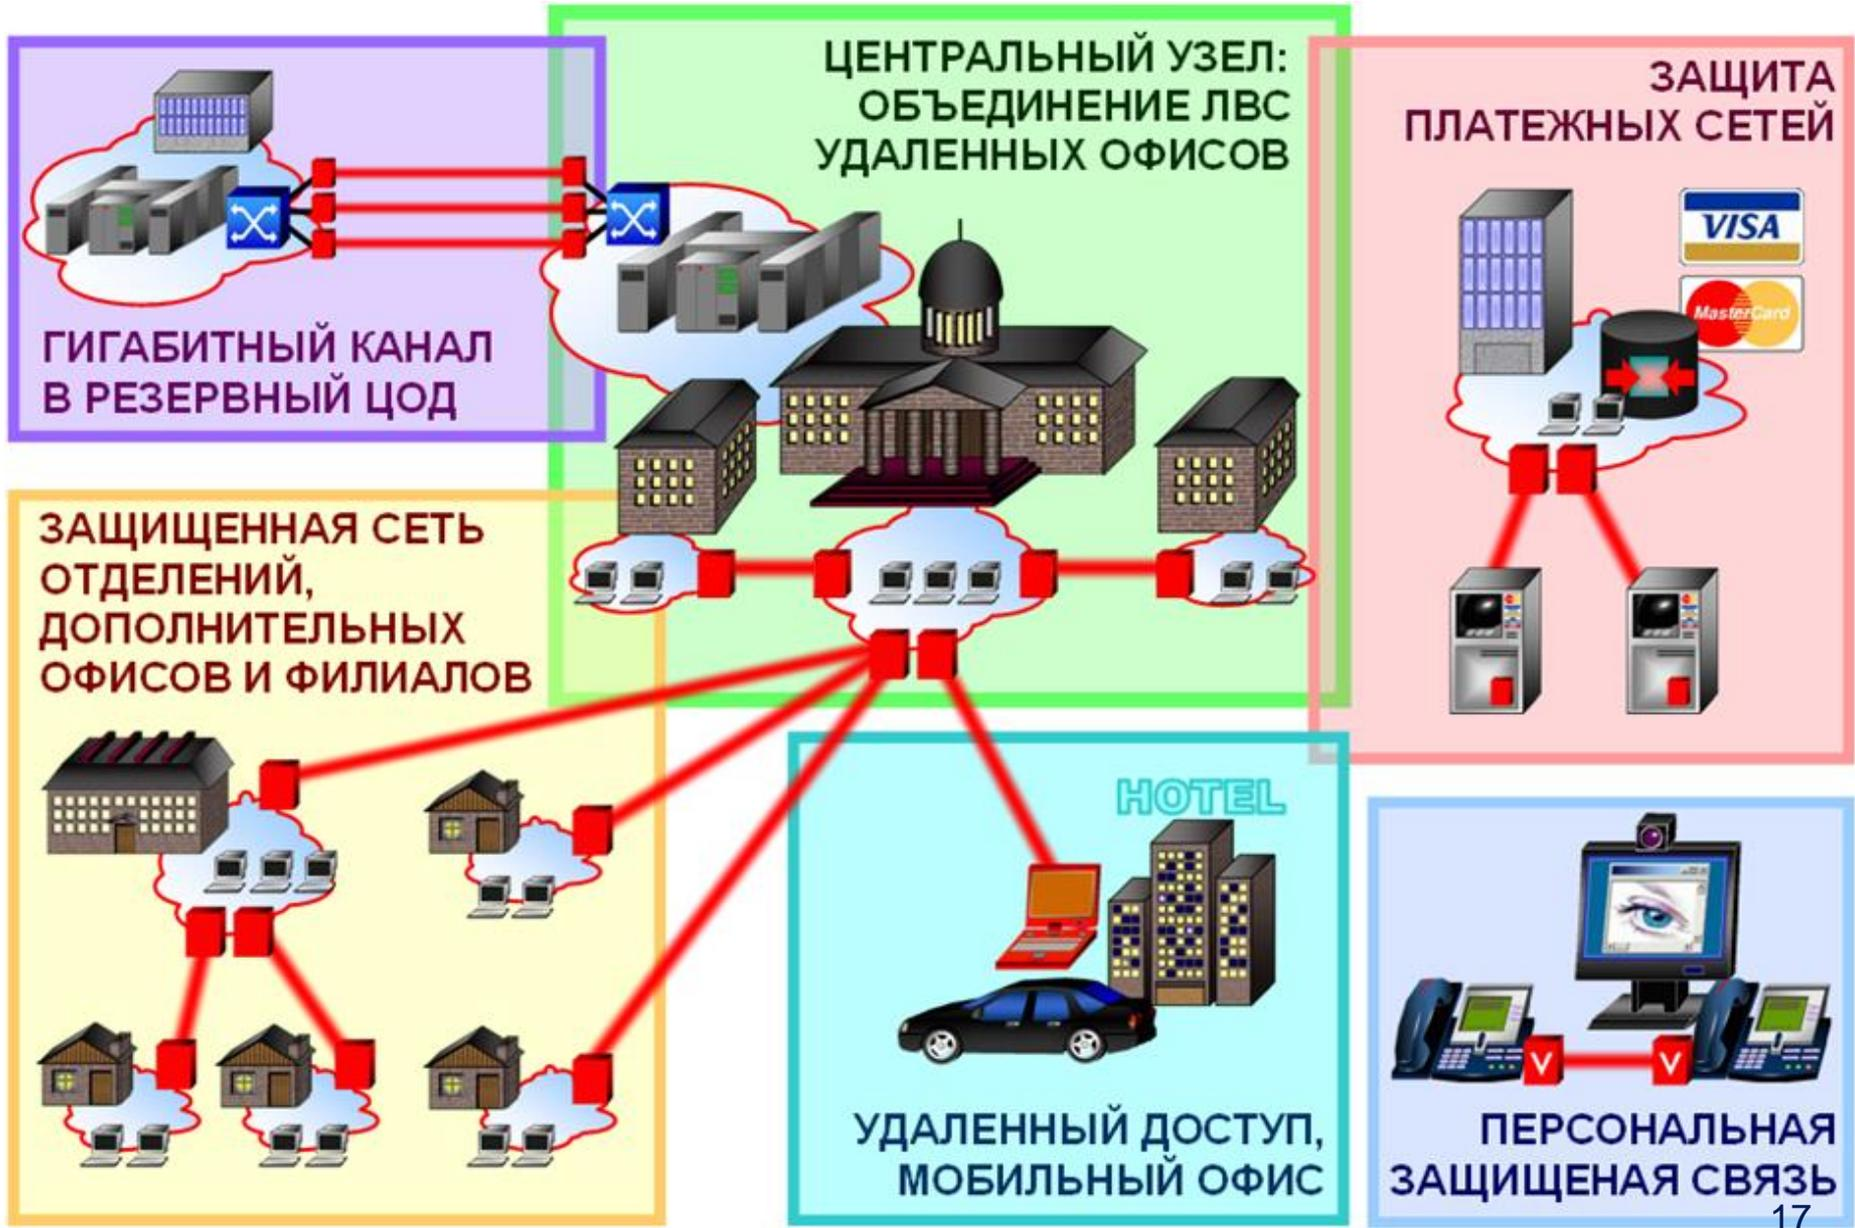 ЦЕНТРАЛЬНЫЙ УЗЕЛ:
ОБЪЕДИНЕНИЕ ЛВС
УДАЛЕННЫХ ОФИСОВ
ЗАЩИТА
ПЛАТЕЖНЫХ СЕТЕЙ
VISA
MasterCard
ГИГАБИТНЫЙ КАНАЛ
В РЕЗЕРВНЫЙ ЦОД
ЗАЩИЩЕННАЯ СЕТЬ
ОТДЕЛЕНИЙ,
ДОПОЛНИТЕЛЬНЫХ
ОФИСОВ И ФИЛИАЛОВ
HOTEL
УДАЛЕННЫЙ ДОСТУП,
МОБИЛЬНЫЙ ОФИС
V V
ПЕРСОНАЛЬНАЯ
ЗАЩИЩЕНАЯ СВЯЗЬ
17